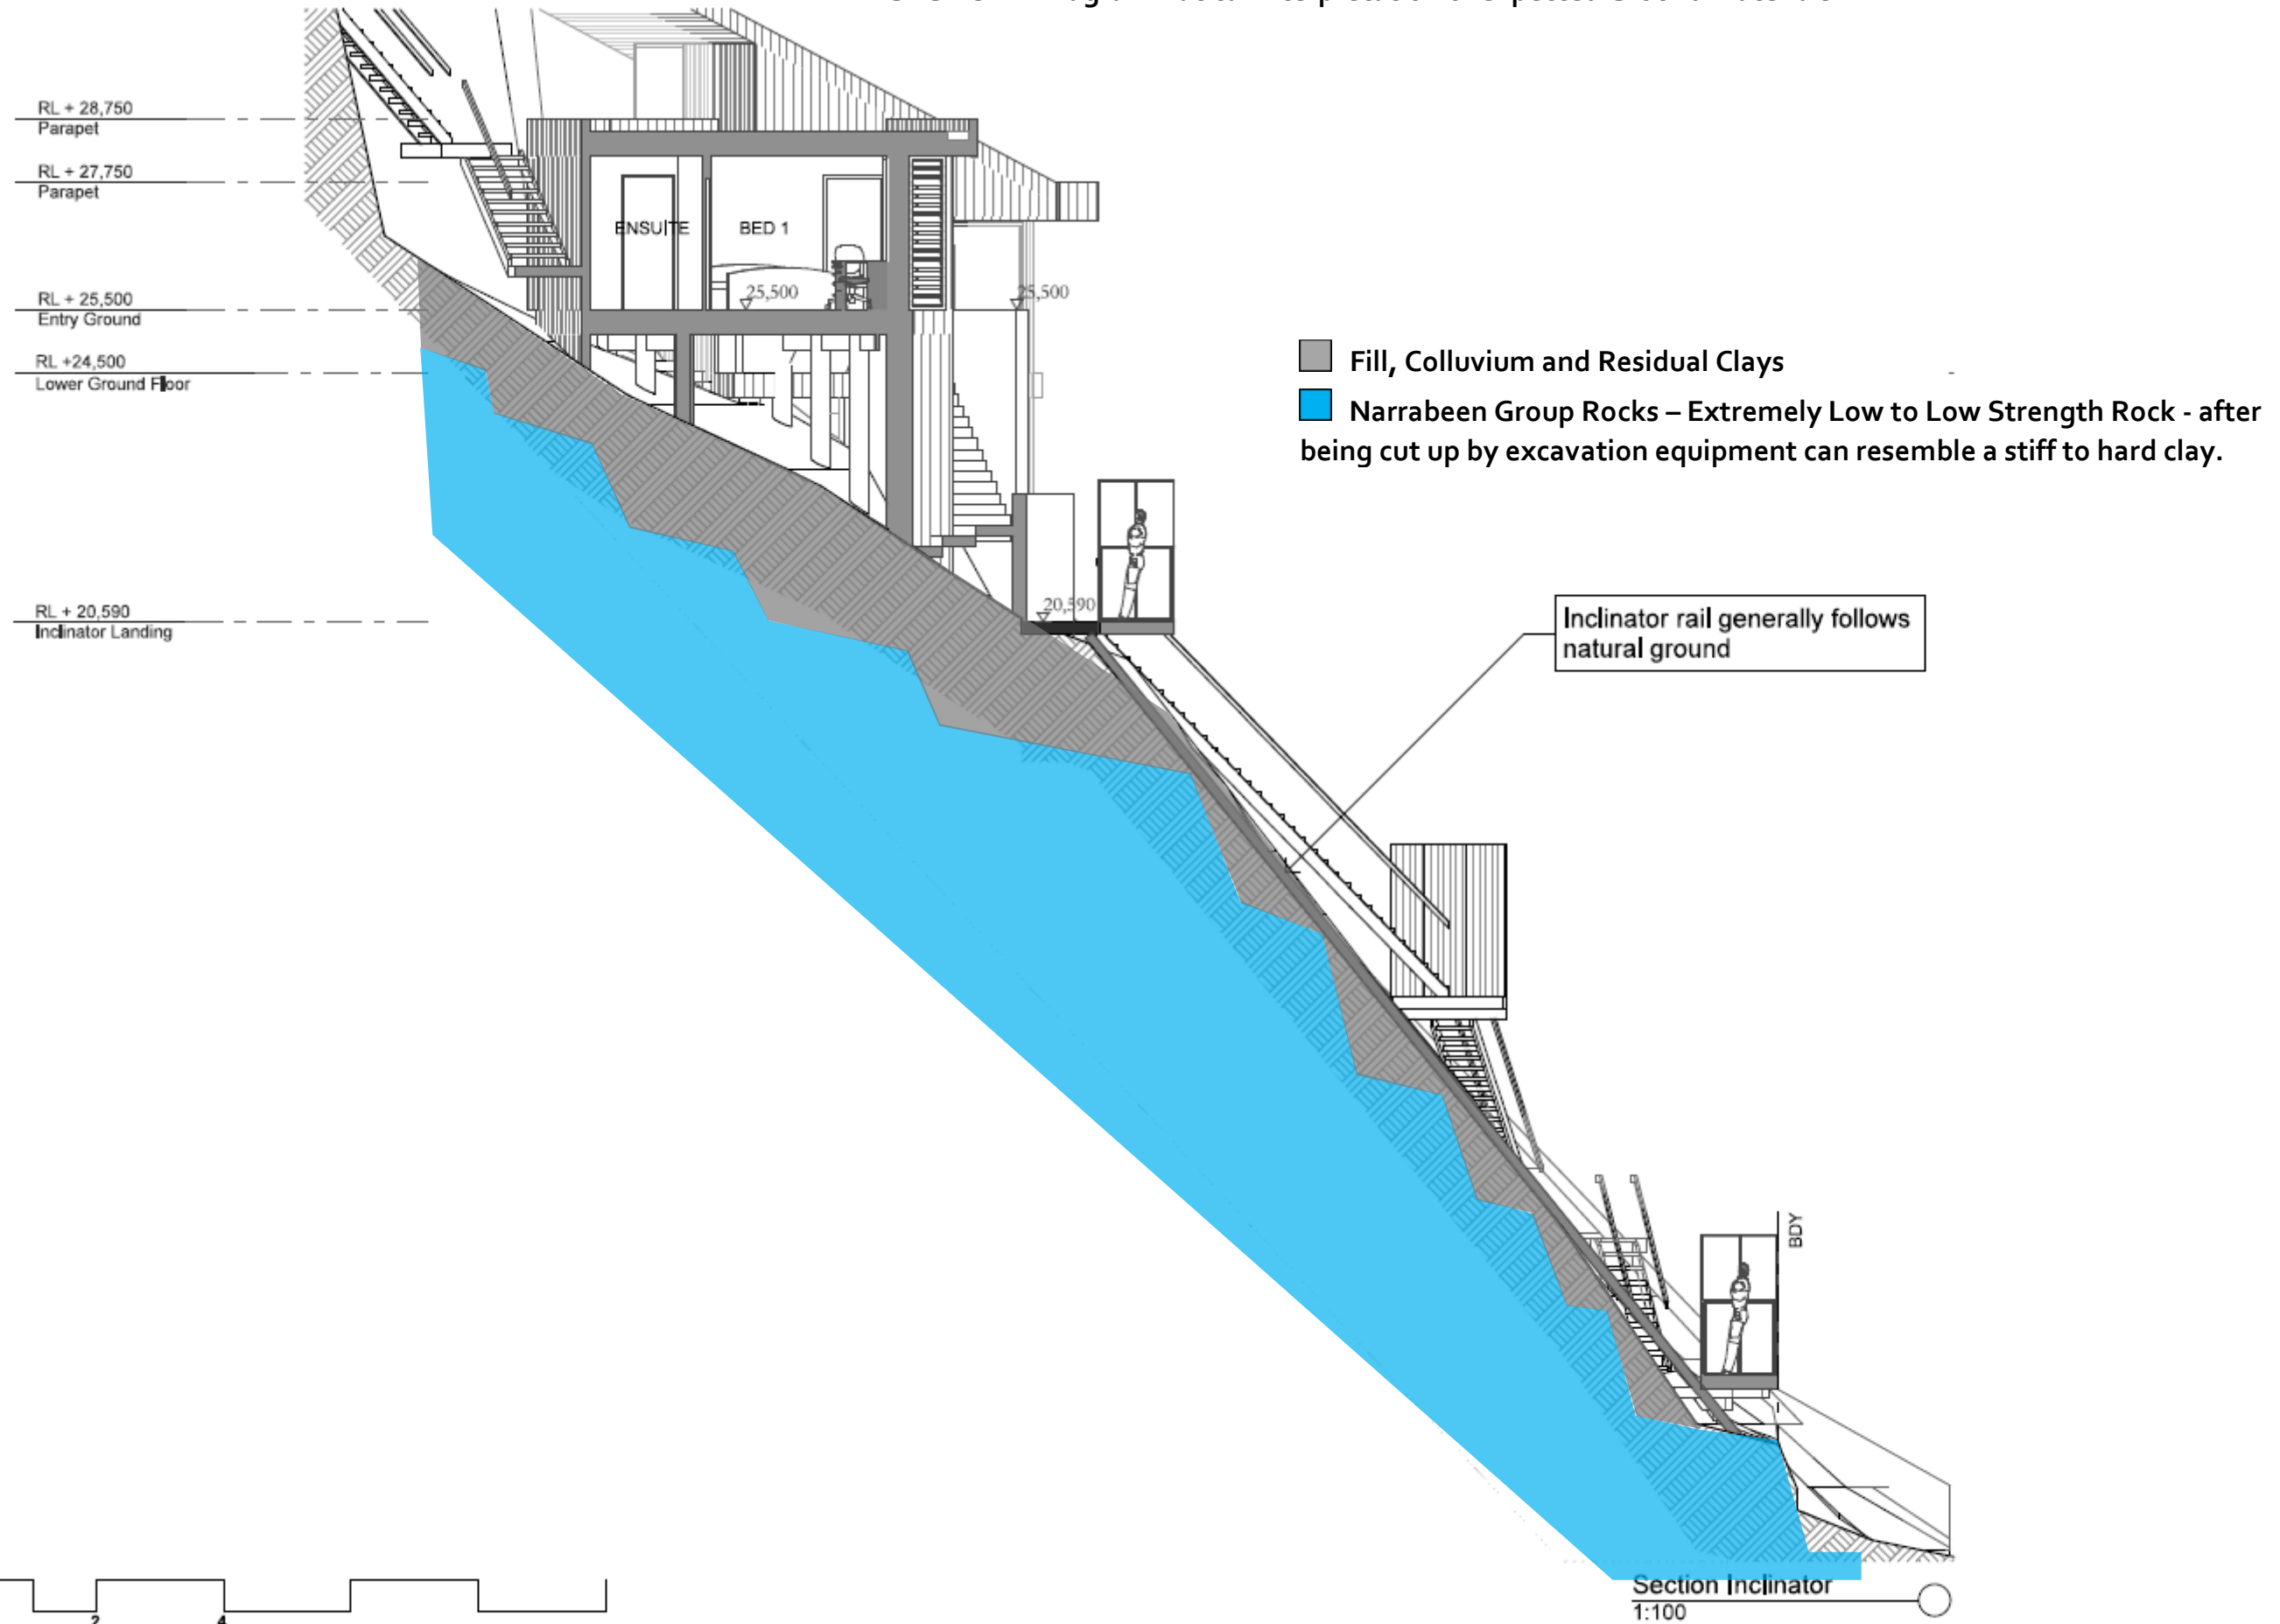 RL + 28,750
Parapet
RL + 27,750
Parapet
ENSUITE
BED 1
25,500
25,500
RL + 25,500
Entry Ground
RL +24,500
Lower Ground Floor
Fill, Colluvium and Residual Clays
Narrabeen Group Rocks – Extremely Low to Low Strength Rock - after
being cut up by excavation equipment can resemble a stiff to hard clay.
20,590
RL + 20,590
Inclinator Landing
Inclinator rail generally follows
natural ground
BDY
Section Inclinator
1:100
2
4